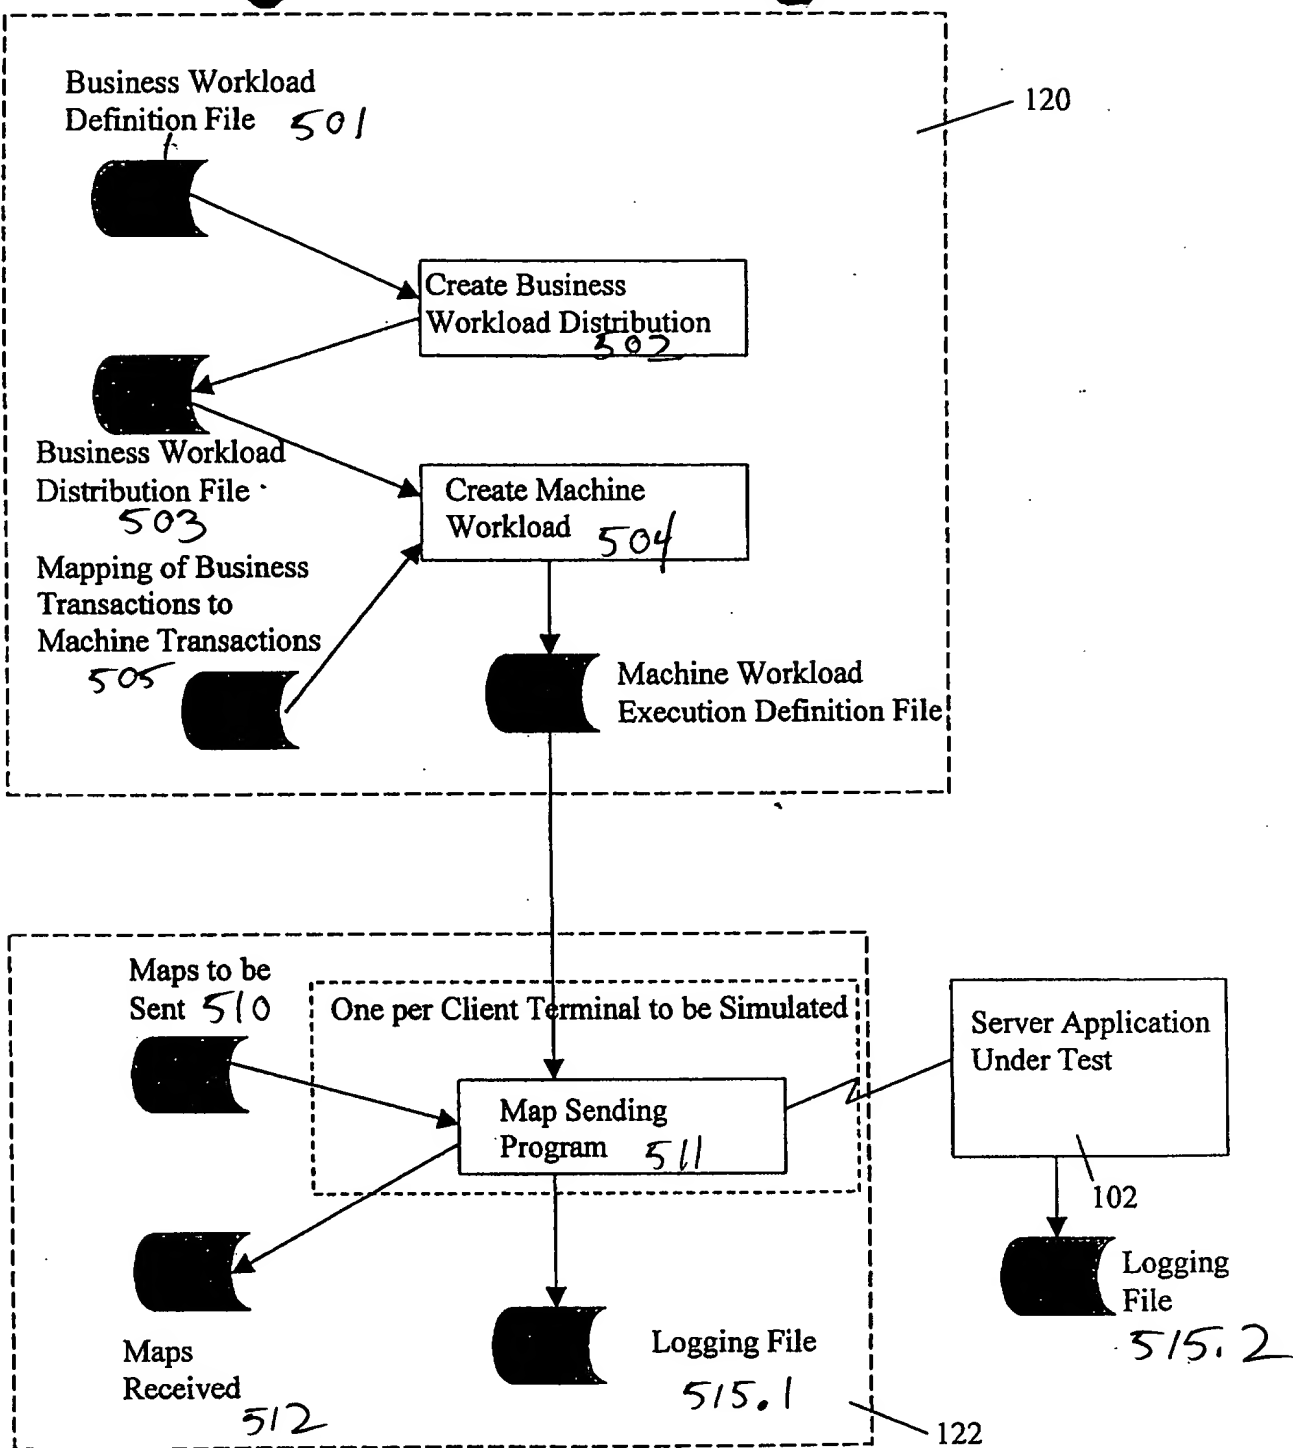 Business Workload
Definition File 501
120
Create Business
Workload Distribution
502
Business Workload
Distribution File
503
Create Machine
Workload 504
Mapping of Business
Transactions to
Machine Transactions
505
Machine Workload
Execution Definition File
Maps to be
Sent 510
One per Client Terminal to be Simulated
Server Application
Under Test
Map Sending
Program 511
102
Logging
File
515.2
Maps
Received
512
Logging File
515.1
122